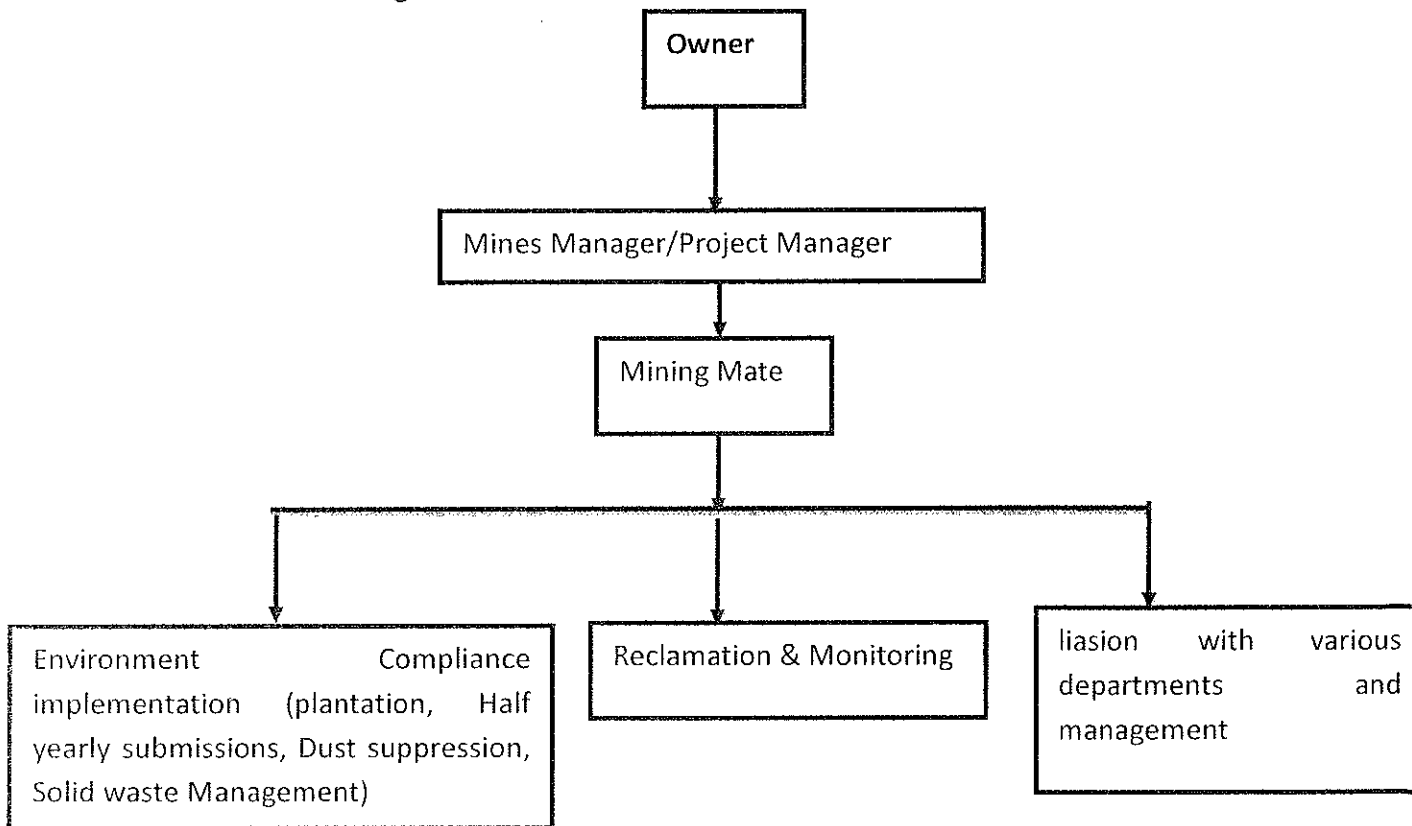 Owner
Mines Manager/Project Manager
Mining Mate
Environment Compliance
implementation (plantation, Half
yearly submissions, Dust suppression,
Solid waste Management)
Reclamation & Monitoring
liasion with various
departments and
management